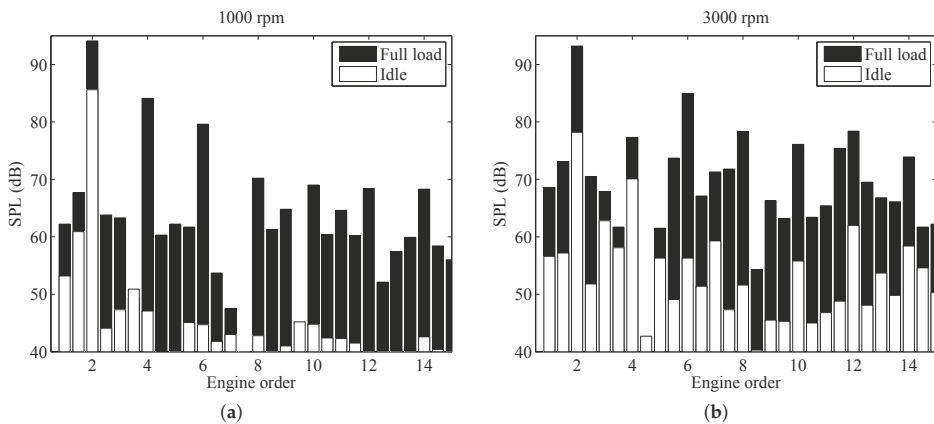 1000 rpm
90
80
70
60
50
40
SPL (dB)
Full load
Idle
2 4 6 8 10 12 14
Engine order
(a)
3000 rpm
90
80
70
60
50
40
SPL (dB)
Full load
Idle
2 4 6 8 10 12 14
Engine order
(b)